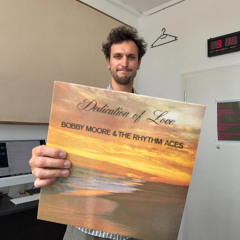 Dedication of Love
BOBBY MOORE & THE RHYTHM ACES